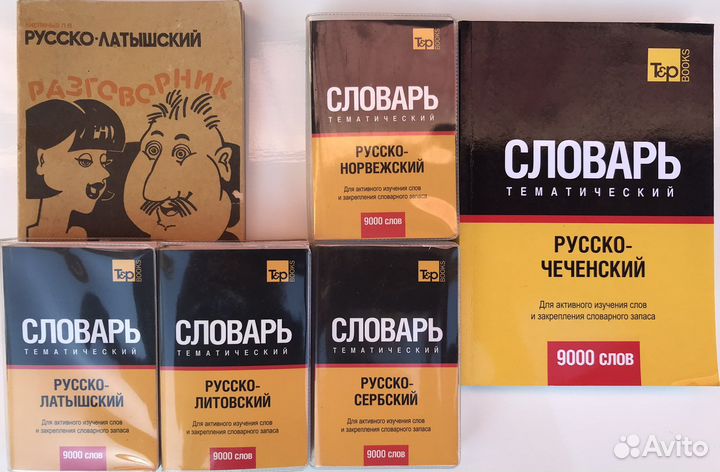 РУССКО-ЛАТЫШСКИЙ
РАЗГОВОРНИК
T&p
BOOKS
СЛОВАРЬ
ТЕМАТИЧЕСКИЙ
РУССКО-
НОРВЕЖСКИЙ
Для активного изучения слов
и закрепления словарного запаса
9000 слов
T&p
BOOKS
СЛОВАРЬ
ТЕМАТИЧЕСКИЙ
РУССКО-
ЧЕЧЕНСКИЙ
Для активного изучения слов
и закрепления словарного запаса
9000 слов
T&p
BOOKS
СЛОВАРЬ
ТЕМАТИЧЕСКИЙ
РУССКО-
ЛАТЫШСКИЙ
Для активного изучения слов
и закрепления словарного запаса
9000 слов
T&p
BOOKS
СЛОВАРЬ
ТЕМАТИЧЕСКИЙ
РУССКО-
ЛИТОВСКИЙ
Для активного изучения слов
и закрепления словарного запаса
9000 слов
T&p
BOOKS
СЛОВАРЬ
ТЕМАТИЧЕСКИЙ
РУССКО-
СЕРБСКИЙ
Для активного изучения слов
и закрепления словарного запаса
9000 слов
Avito